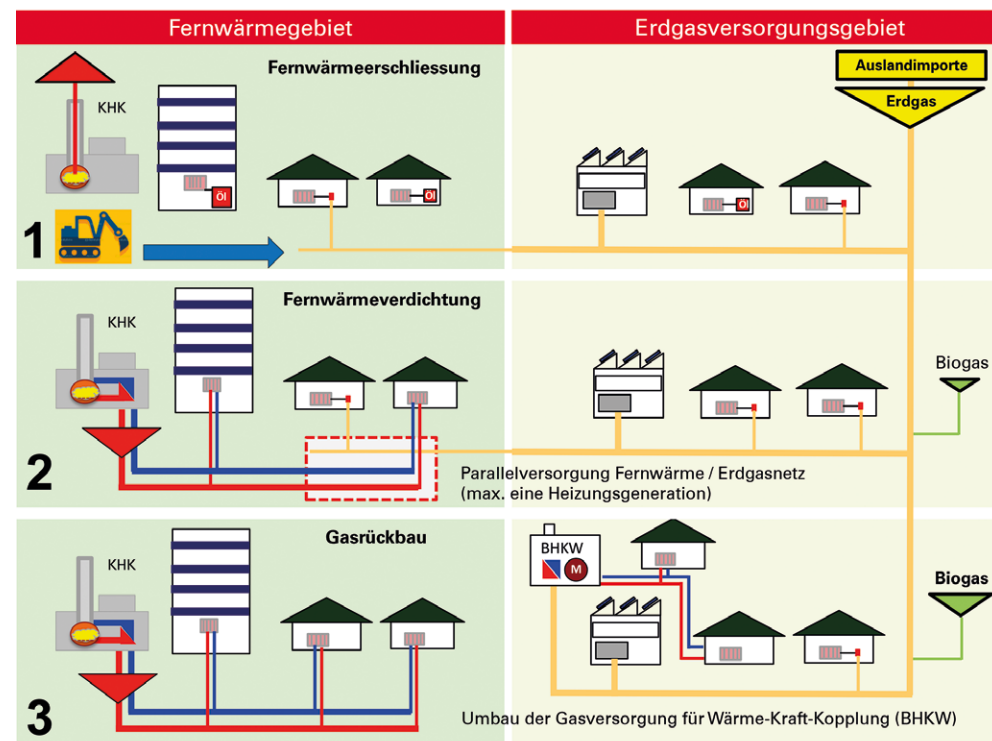 Fernwärmegebiet
Erdgasversorgungsgebiet
Fernwärmeerschliessung
Auslandimporte
Erdgas
KHK
Öl
Öl
Öl
1
Fernwärmeverdichtung
KHK
Biogas
2
Parallelversorgung Fernwärme / Erdgasnetz
(max. eine Heizungsgeneration)
Gasrückbau
BHKW
M
KHK
Biogas
3
Umbau der Gasversorgung für Wärme-Kraft-Kopplung (BHKW)